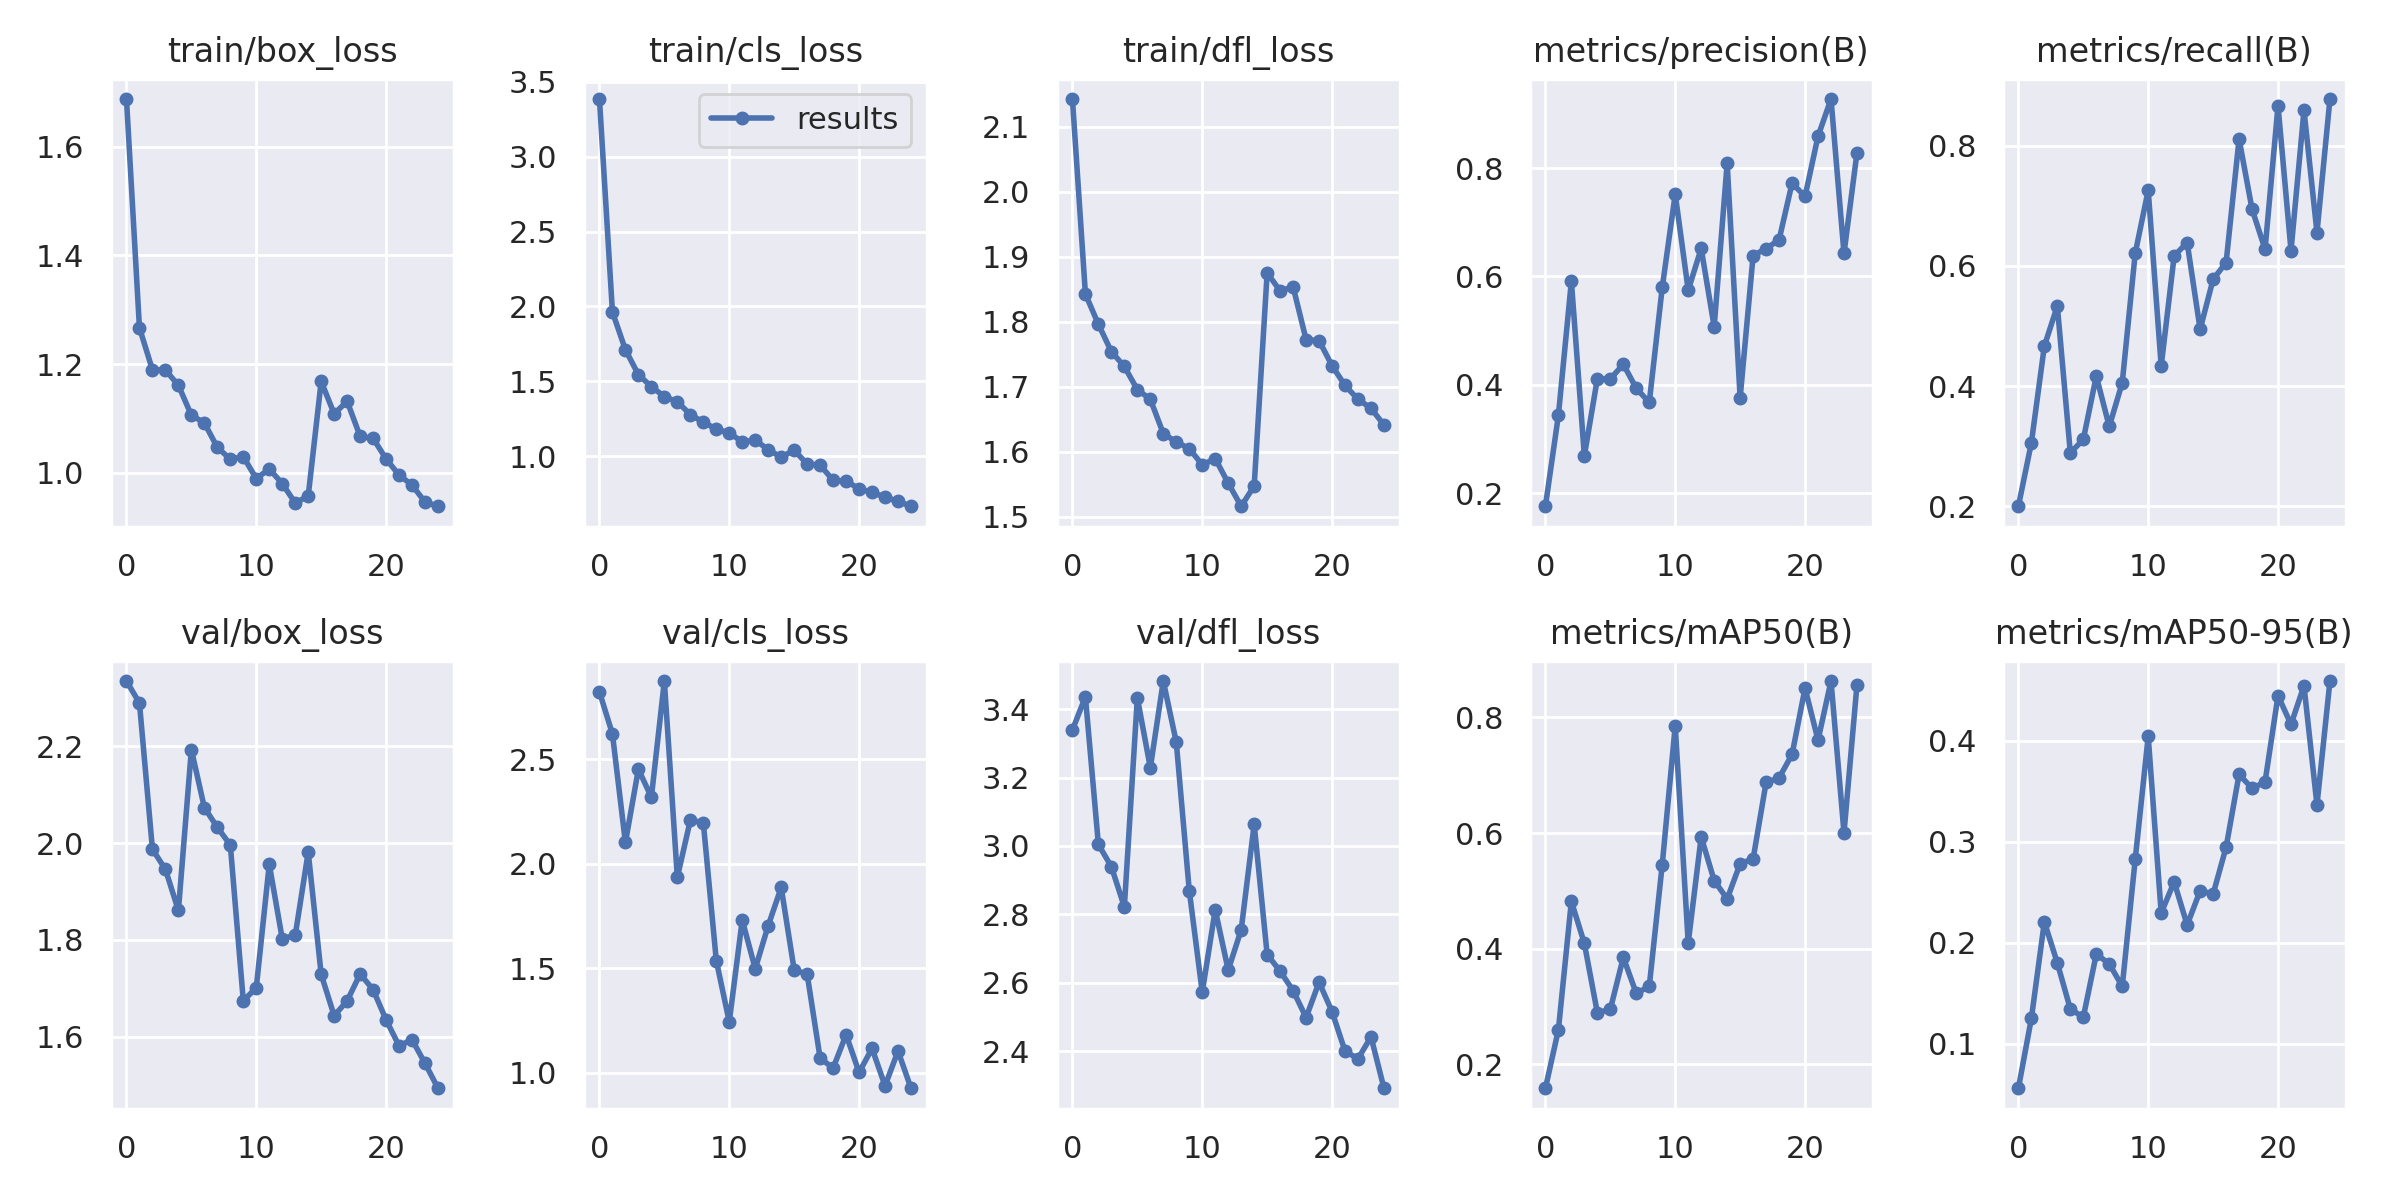 train/box_loss
1.6
1.4
1.2
1.0
0 10 20
train/cls_loss
results
3.5
3.0
2.5
2.0
1.5
1.0
0 10 20
train/dfl_loss
2.1
2.0
1.9
1.8
1.7
1.6
1.5
0 10 20
metrics/precision(B)
0.8
0.6
0.4
0.2
0 10 20
metrics/recall(B)
0.8
0.6
0.4
0.2
0 10 20
val/box_loss
2.2
2.0
1.8
1.6
0 10 20
val/cls_loss
2.5
2.0
1.5
1.0
0 10 20
val/dfl_loss
3.4
3.2
3.0
2.8
2.6
2.4
0 10 20
metrics/mAP50(B)
0.8
0.6
0.4
0.2
0 10 20
metrics/mAP50-95(B)
0.4
0.3
0.2
0.1
0 10 20